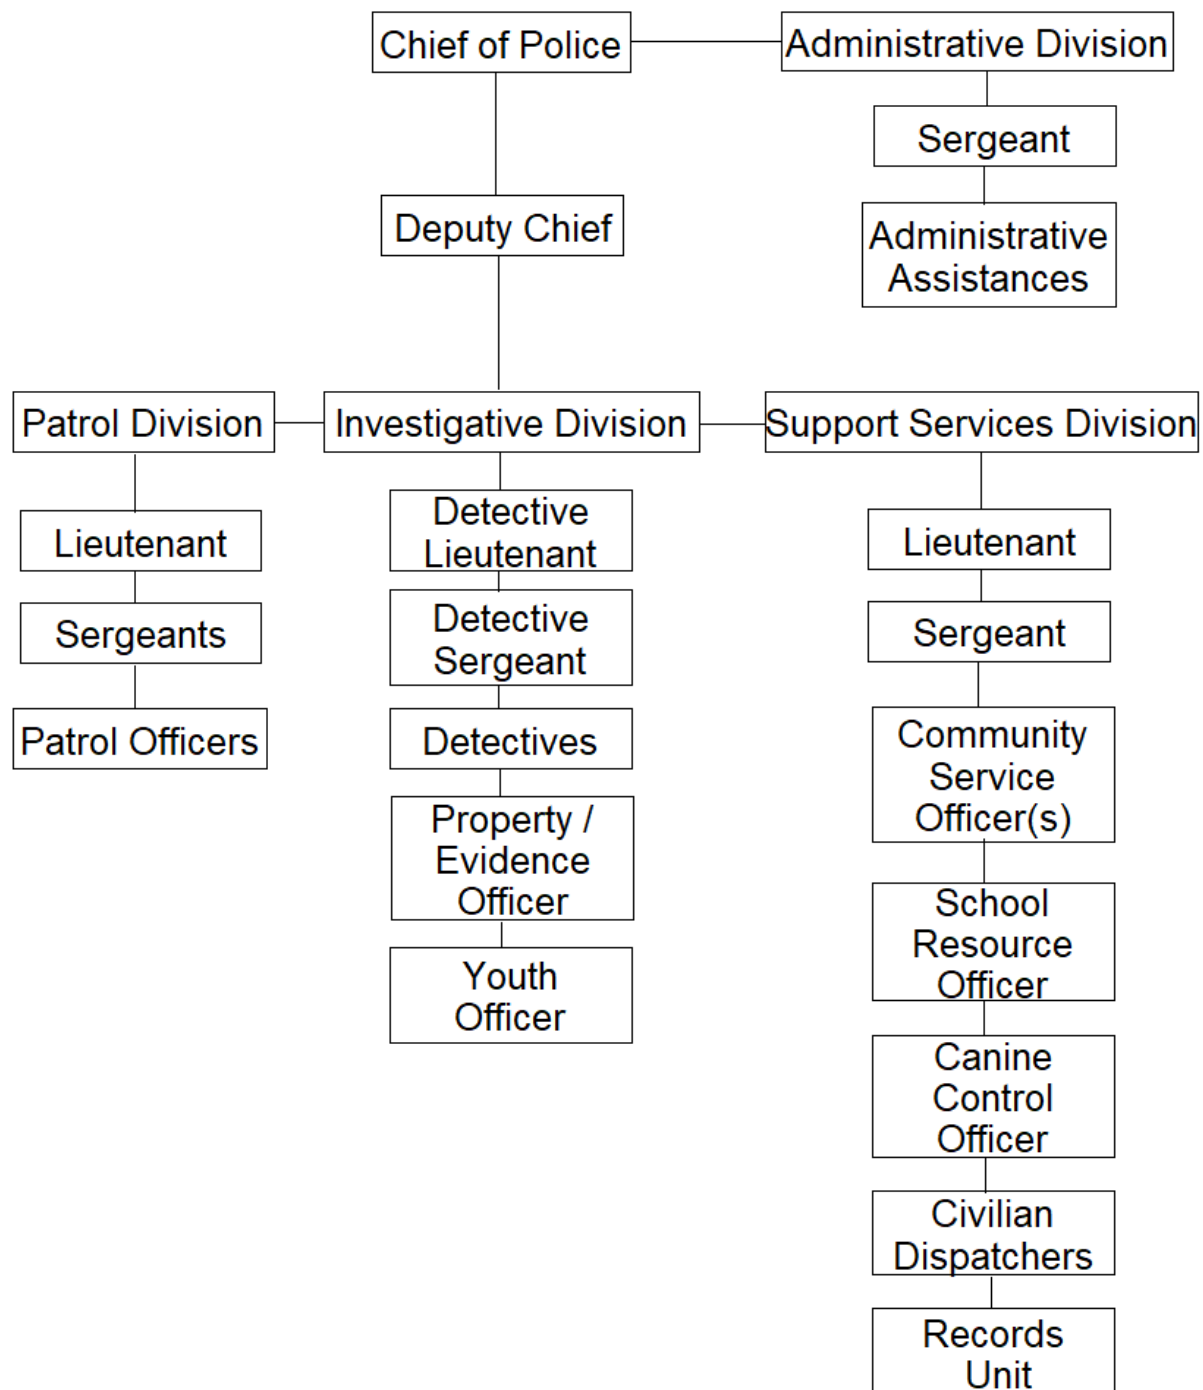 Chief of Police
Administrative Division
Sergeant
Administrative
Assistances
Deputy Chief
Patrol Division
Investigative Division
Support Services Division
Lieutenant
Sergeants
Patrol Officers
Detective
Lieutenant
Detective
Sergeant
Detectives
Property /
Evidence
Officer
Youth
Officer
Lieutenant
Sergeant
Community
Service
Officer(s)
School
Resource
Officer
Canine
Control
Officer
Civilian
Dispatchers
Records
Unit